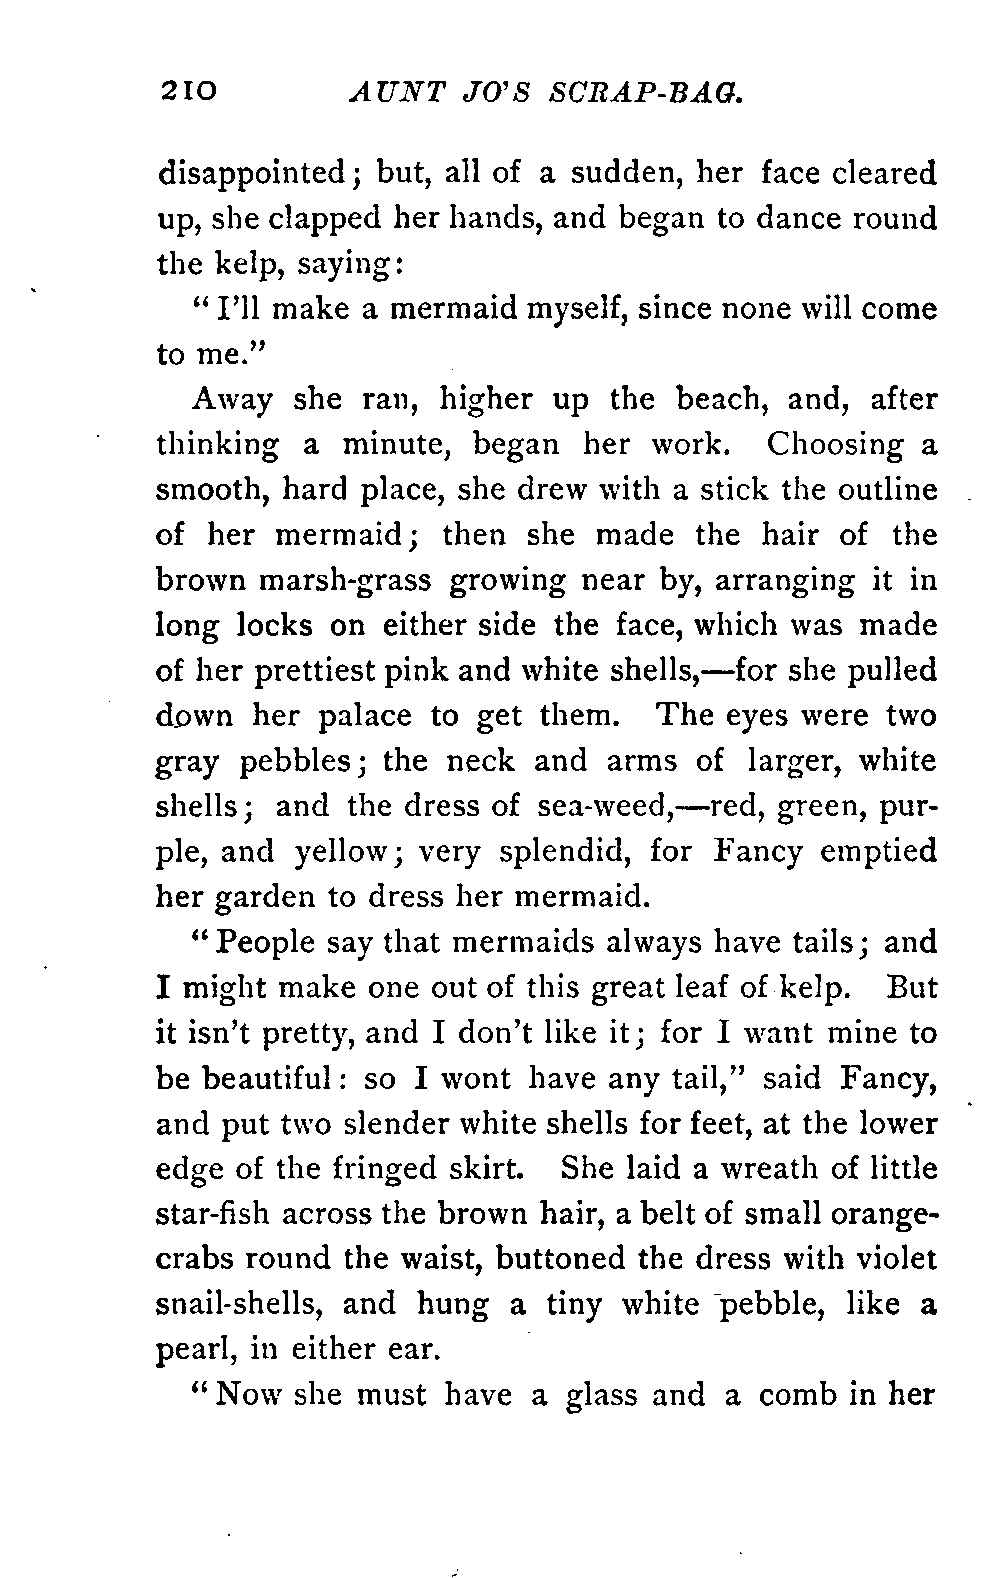 210 AUNT JO'S SCRAP-BAG.
disappointed; but, all of a sudden, her face cleared
up, she clapped her hands, and began to dance round
the kelp, saying:
"I'll make a mermaid myself, since none will come
to me."
Away she ran, higher up the beach, and, after
thinking a minute, began her work. Choosing a
smooth, hard place, she drew with a stick the outline
of her mermaid; then she made the hair of the
brown marsh-grass growing near by, arranging it in
long locks on either side the face, which was made
of her prettiest pink and white shells,—for she pulled
down her palace to get them. The eyes were two
gray pebbles; the neck and arms of larger, white
shells; and the dress of sea-weed,—red, green, pur-
ple, and yellow; very splendid, for Fancy emptied
her garden to dress her mermaid.
"People say that mermaids always have tails; and
I might make one out of this great leaf of kelp. But
it isn't pretty, and I don't like it; for I want mine to
be beautiful: so I wont have any tail," said Fancy,
and put two slender white shells for feet, at the lower
edge of the fringed skirt. She laid a wreath of little
star-fish across the brown hair, a belt of small orange-
crabs round the waist, buttoned the dress with violet
snail-shells, and hung a tiny white pebble, like a
pearl, in either ear.
"Now she must have a glass and a comb in her